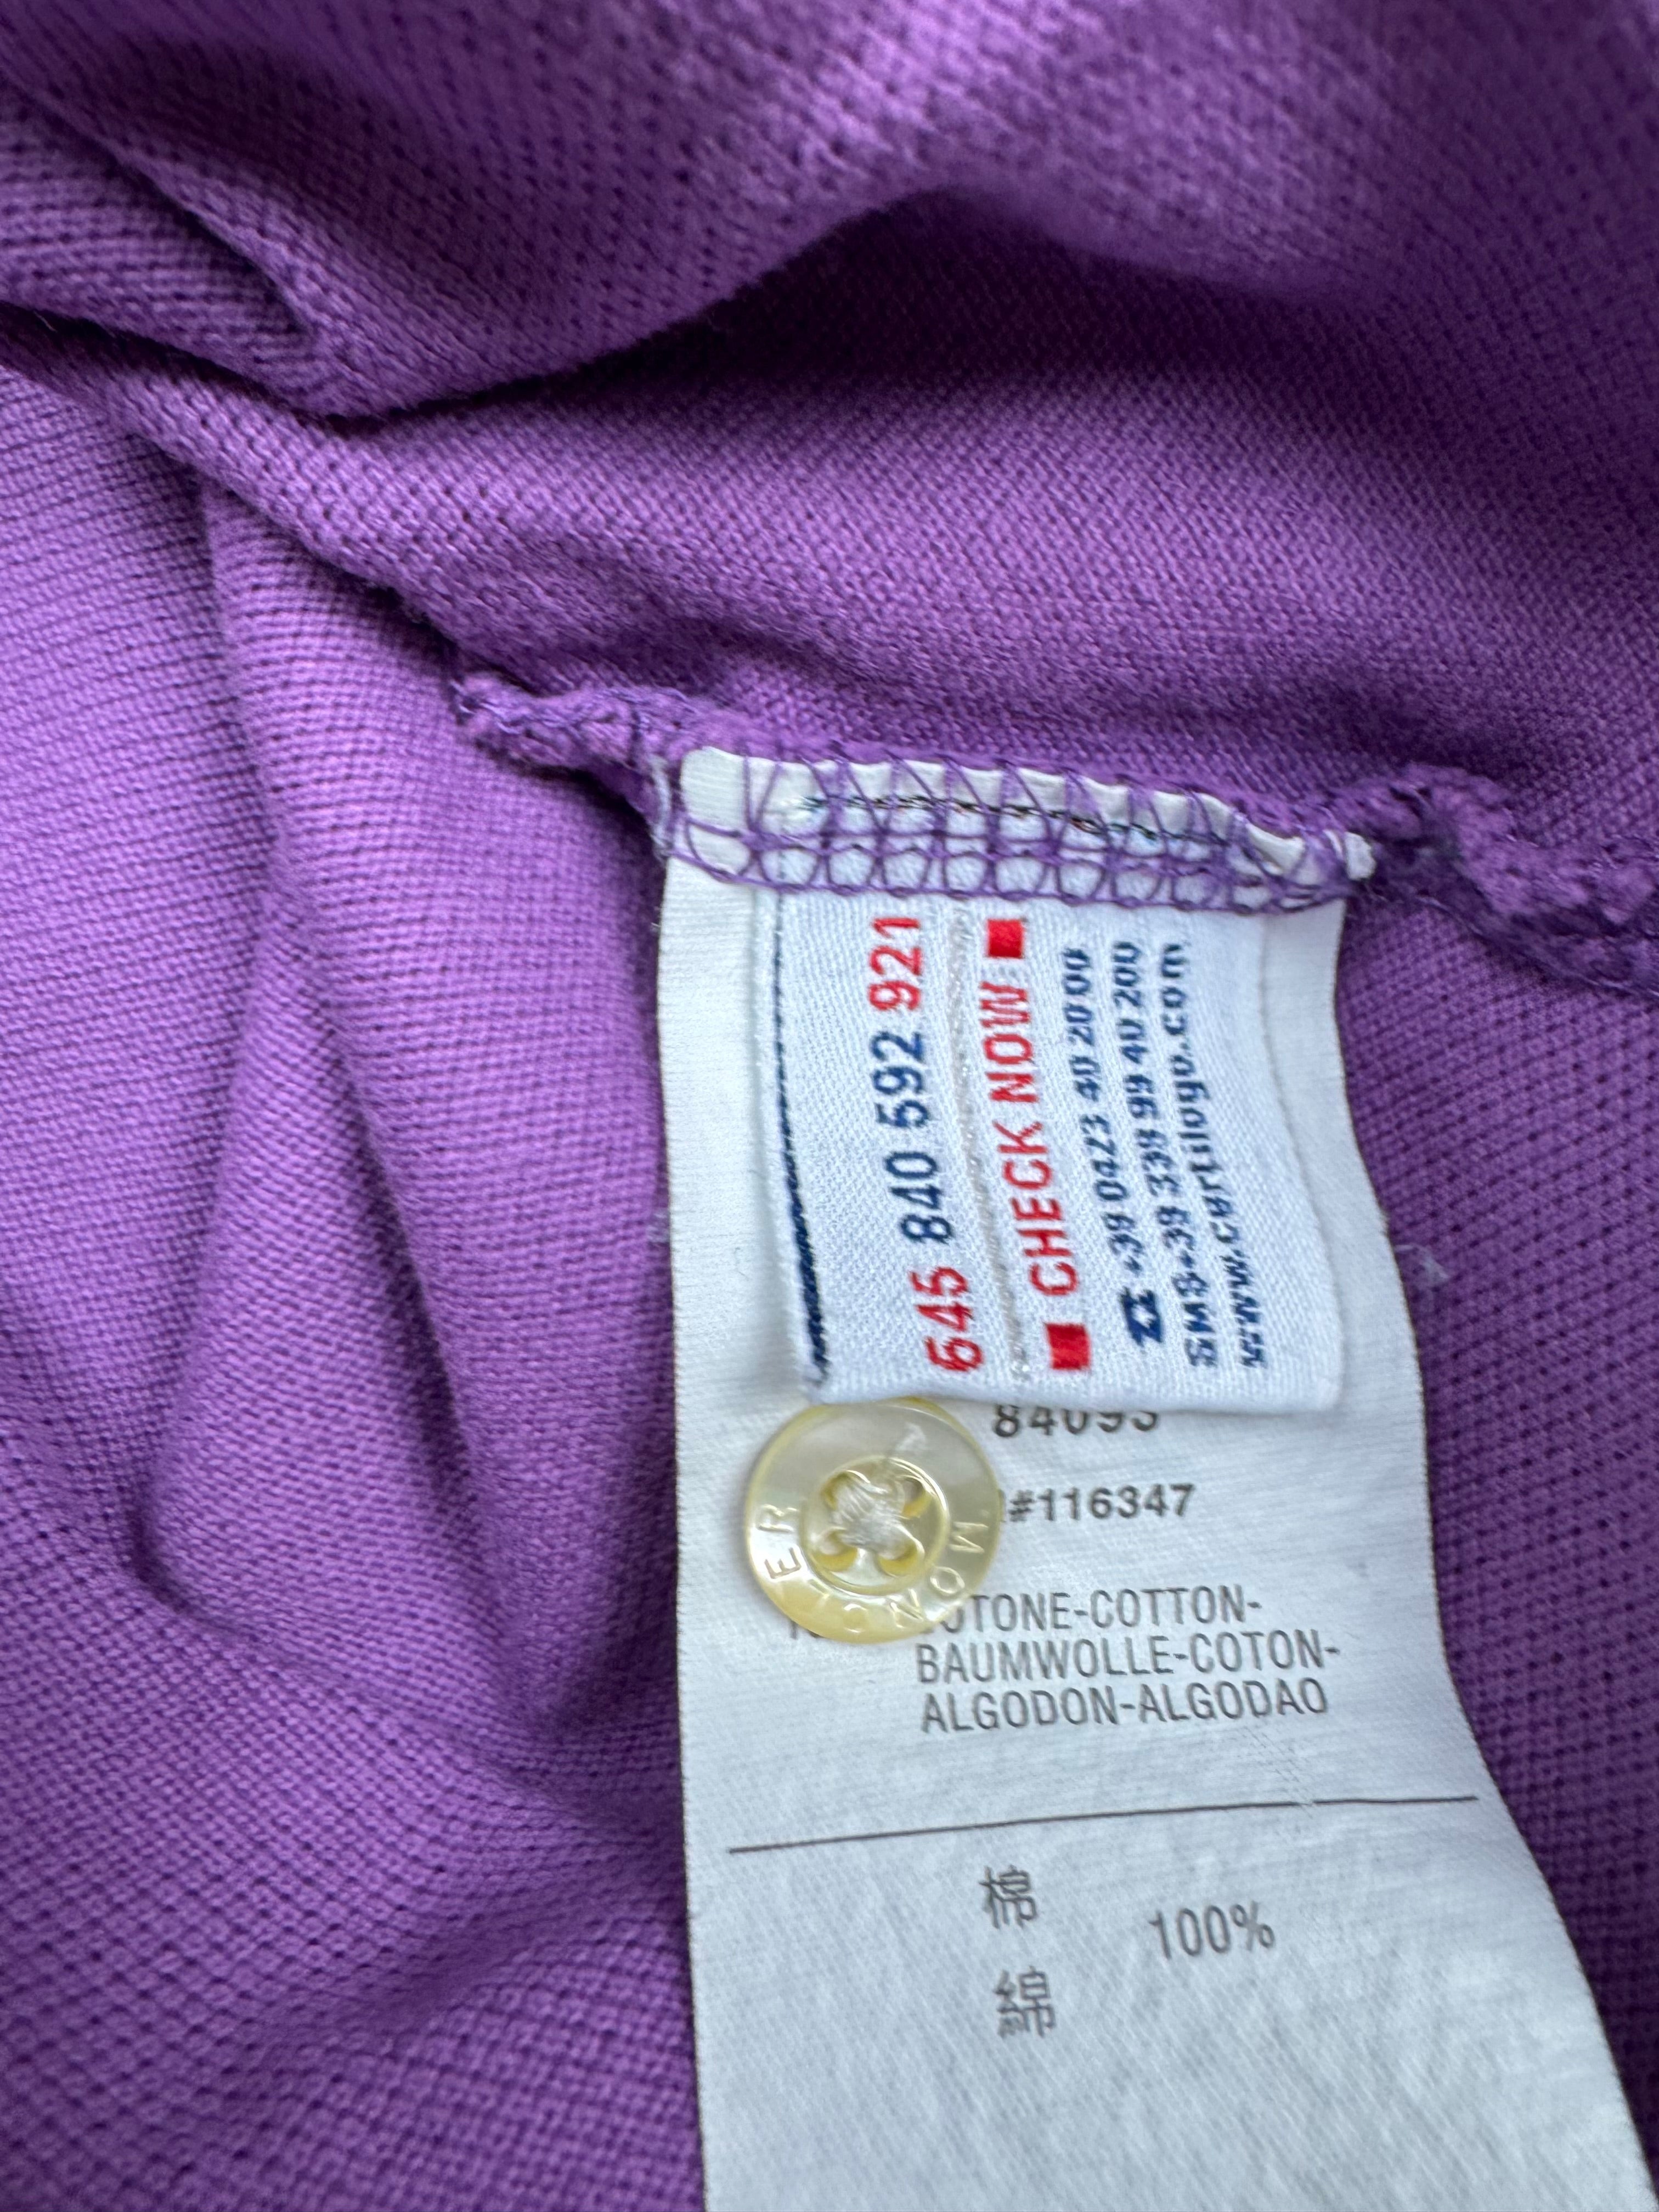 645 840 592 921
CHECK NOW
☎ +39 0423 40 20 00
SMS +39 339 99 40 200
www.certilogo.com
84093
#116347
MONCLER
COTONE-COTTON-
BAUMWOLLE-COTON-
ALGODON-ALGODAO
棉 100%
綿